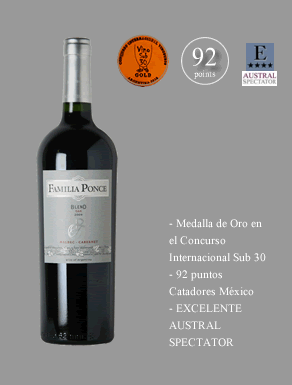 GOLD
92
points
E
AUSTRAL
SPECTATOR
FAMILIA PONCE
BLEND
- Medalla de Oro en
el Concurso
Internacional Sub 30
- 92 puntos
Catadores México
- EXCELENTE
AUSTRAL
SPECTATOR